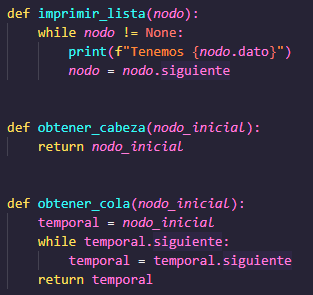 def imprimir_lista(nodo):
    while nodo != None:
        print(f"Tenemos {nodo.dato}")
        nodo = nodo.siguiente
def obtener_cabeza(nodo_inicial):
    return nodo_inicial
def obtener_cola(nodo_inicial):
    temporal = nodo_inicial
    while temporal.siguiente:
        temporal = temporal.siguiente
    return temporal